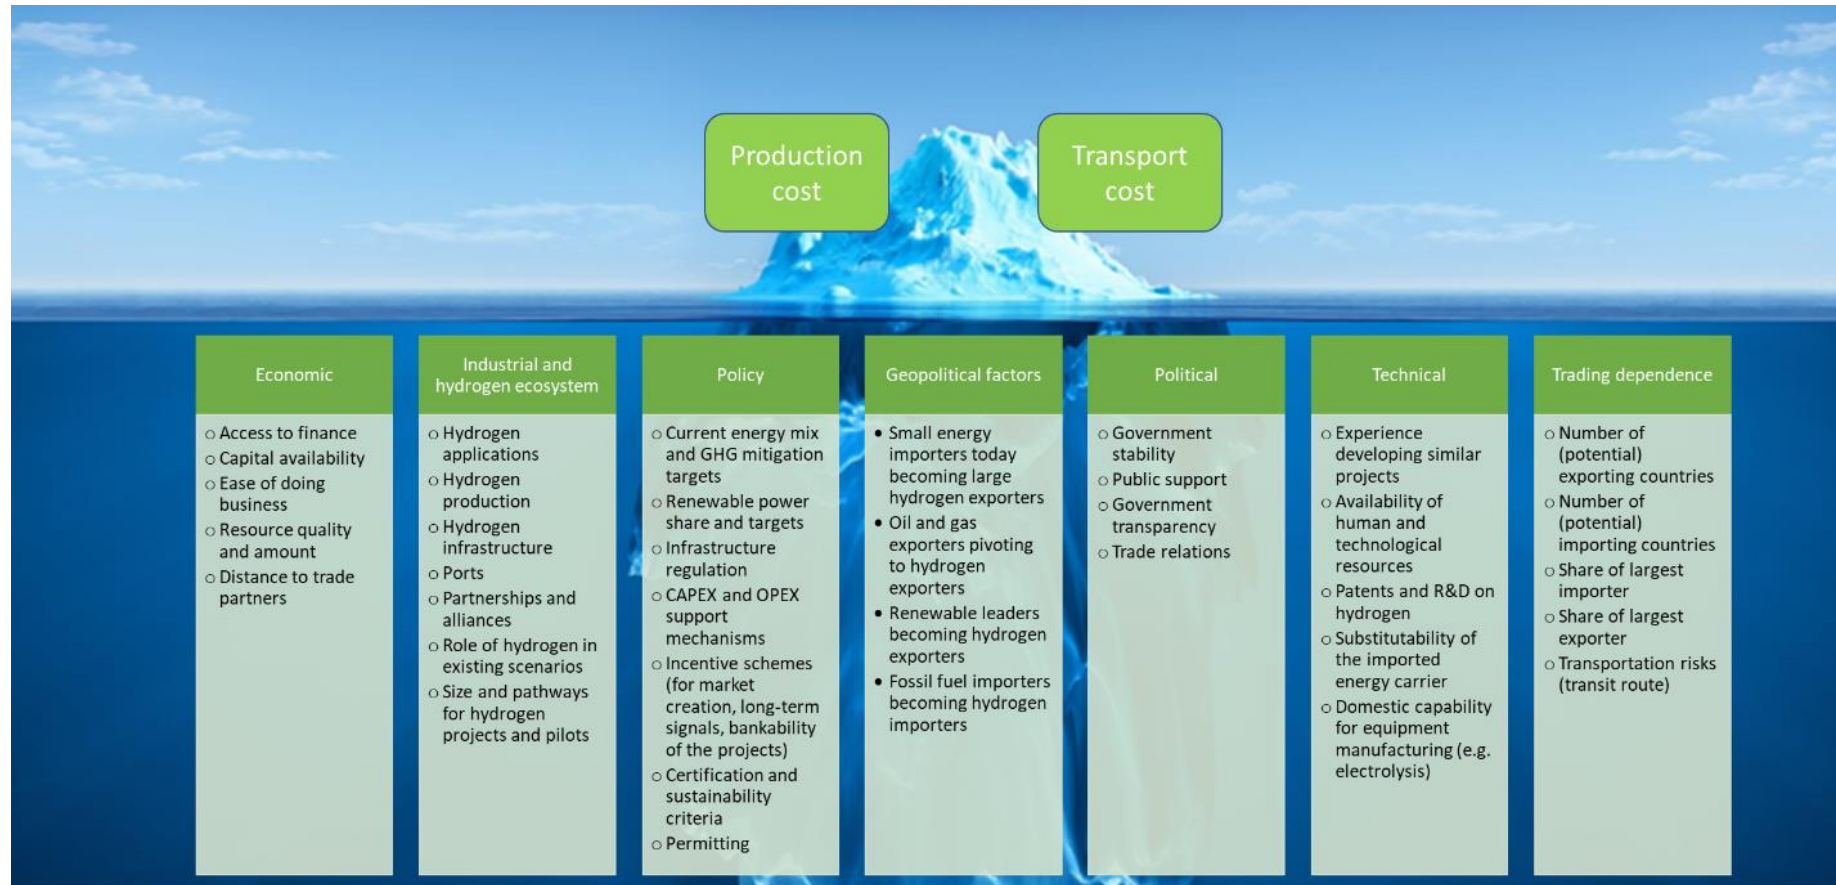 Production
cost
Transport
cost
Economic
○ Access to finance
○ Capital availability
○ Ease of doing
business
○ Resource quality
and amount
○ Distance to trade
partners
Industrial and
hydrogen ecosystem
○ Hydrogen
applications
○ Hydrogen
production
○ Hydrogen
infrastructure
○ Ports
○ Partnerships and
alliances
○ Role of hydrogen in
existing scenarios
○ Size and pathways
for hydrogen
projects and pilots
Policy
○ Current energy mix
and GHG mitigation
targets
○ Renewable power
share and targets
○ Infrastructure
regulation
○ CAPEX and OPEX
support
mechanisms
○ Incentive schemes
(for market
creation, long-term
signals, bankability
of the projects)
○ Certification and
sustainability
criteria
○ Permitting
Geopolitical factors
• Small energy
importers today
becoming large
hydrogen exporters
• Oil and gas
exporters pivoting
to hydrogen
exporters
• Renewable leaders
becoming hydrogen
exporters
• Fossil fuel importers
becoming hydrogen
importers
Political
○ Government
stability
○ Public support
○ Government
transparency
○ Trade relations
Technical
○ Experience
developing similar
projects
○ Availability of
human and
technological
resources
○ Patents and R&D on
hydrogen
○ Substitutability of
the imported
energy carrier
○ Domestic capability
for equipment
manufacturing (e.g.
electrolysis)
Trading dependence
○ Number of
(potential)
exporting countries
○ Number of
(potential)
importing countries
○ Share of largest
importer
○ Share of largest
exporter
○ Transportation risks
(transit route)